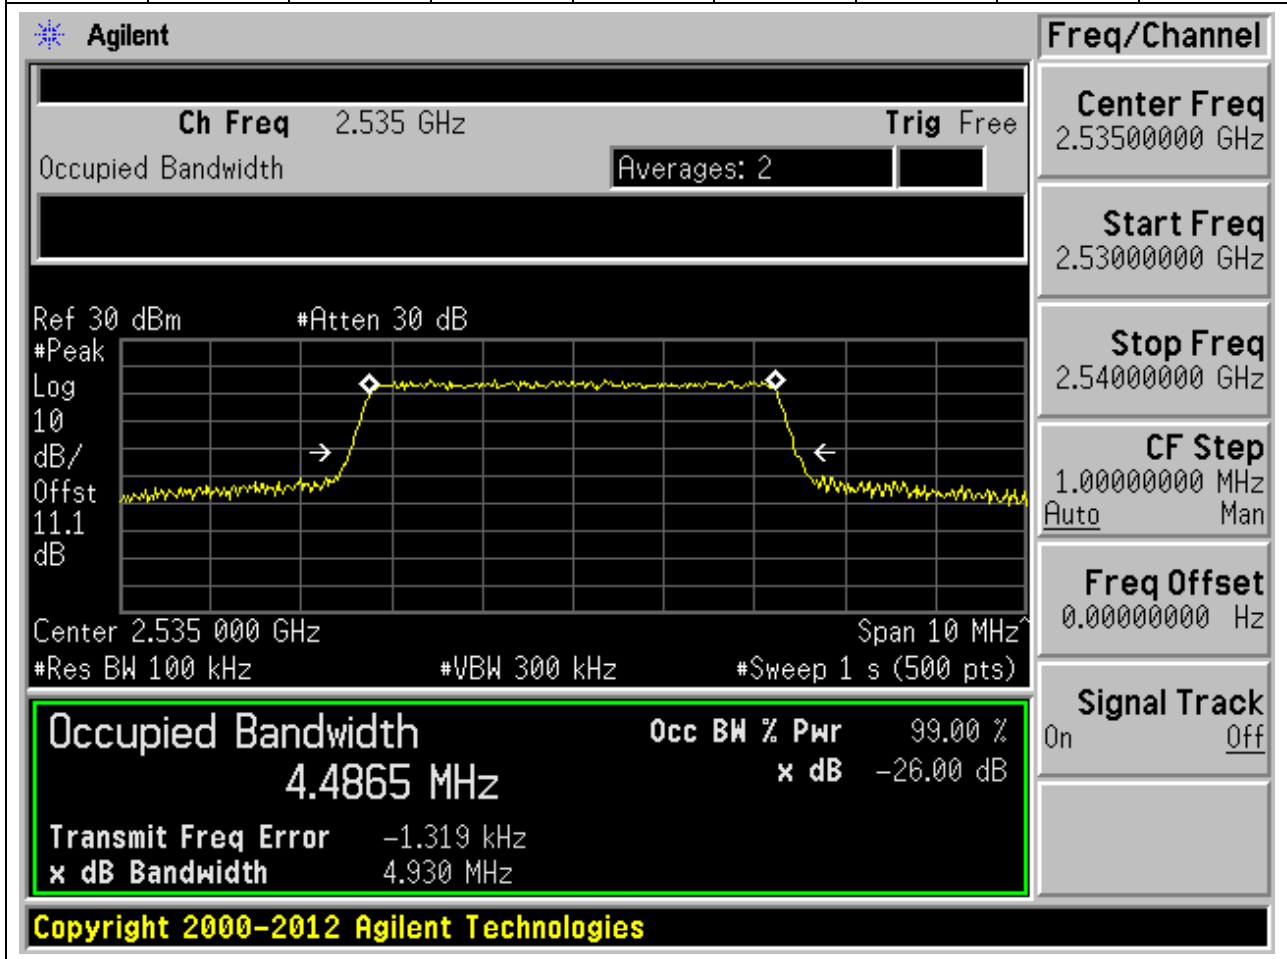 Agilent
Freq/Channel
Ch Freq 2.535 GHz Trig Free
Occupied Bandwidth Averages: 2
Ref 30 dBm #Atten 30 dB
#Peak
Log
10
dB/
Offst
11.1
dB
Center 2.535 000 GHz Span 10 MHz^
#Res BW 100 kHz #VBW 300 kHz #Sweep 1 s (500 pts)
Occupied Bandwidth Occ BW % Pwr 99.00 %
4.4865 MHz x dB -26.00 dB
Transmit Freq Error -1.319 kHz
x dB Bandwidth 4.930 MHz
Copyright 2000-2012 Agilent Technologies
Center Freq
2.53500000 GHz
Start Freq
2.53000000 GHz
Stop Freq
2.54000000 GHz
CF Step
1.00000000 MHz
Auto Man
Freq Offset
0.00000000 Hz
Signal Track
On Off